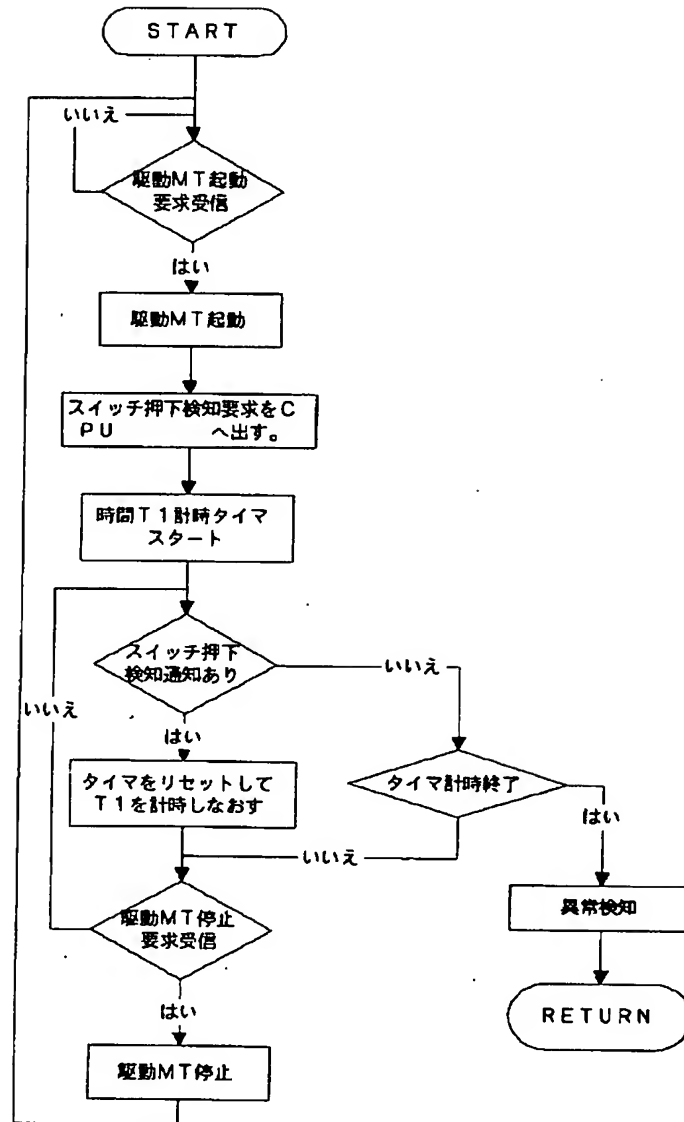 START
いいえ
駆動MT起動
要求受信
はい
駆動MT起動
スイッチ押下検知要求をC
PU へ出す。
時間T1計時タイマ
スタート
スイッチ押下
検知通知あり
いいえ
いいえ
はい
タイマをリセットして
T1を計時しなおす
タイマ計時終了
はい
いいえ
駆動MT停止
要求受信
異常検知
はい
RETURN
駆動MT停止